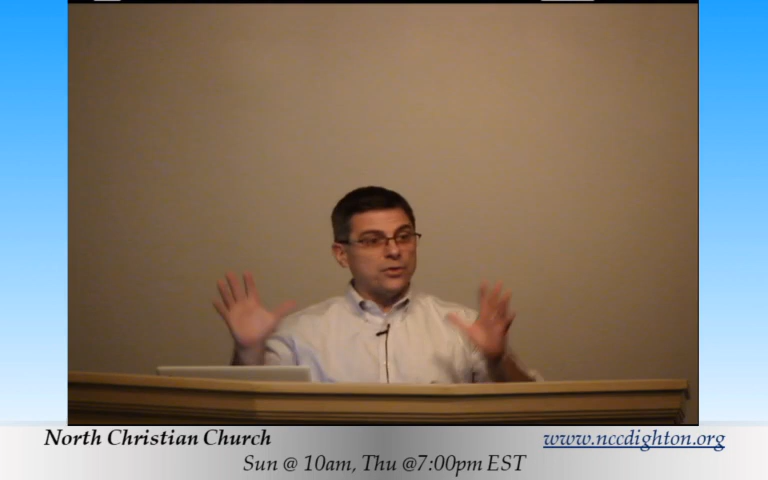 North Christian Church
www.nccdighton.org
Sun @ 10am, Thu @7:00pm EST